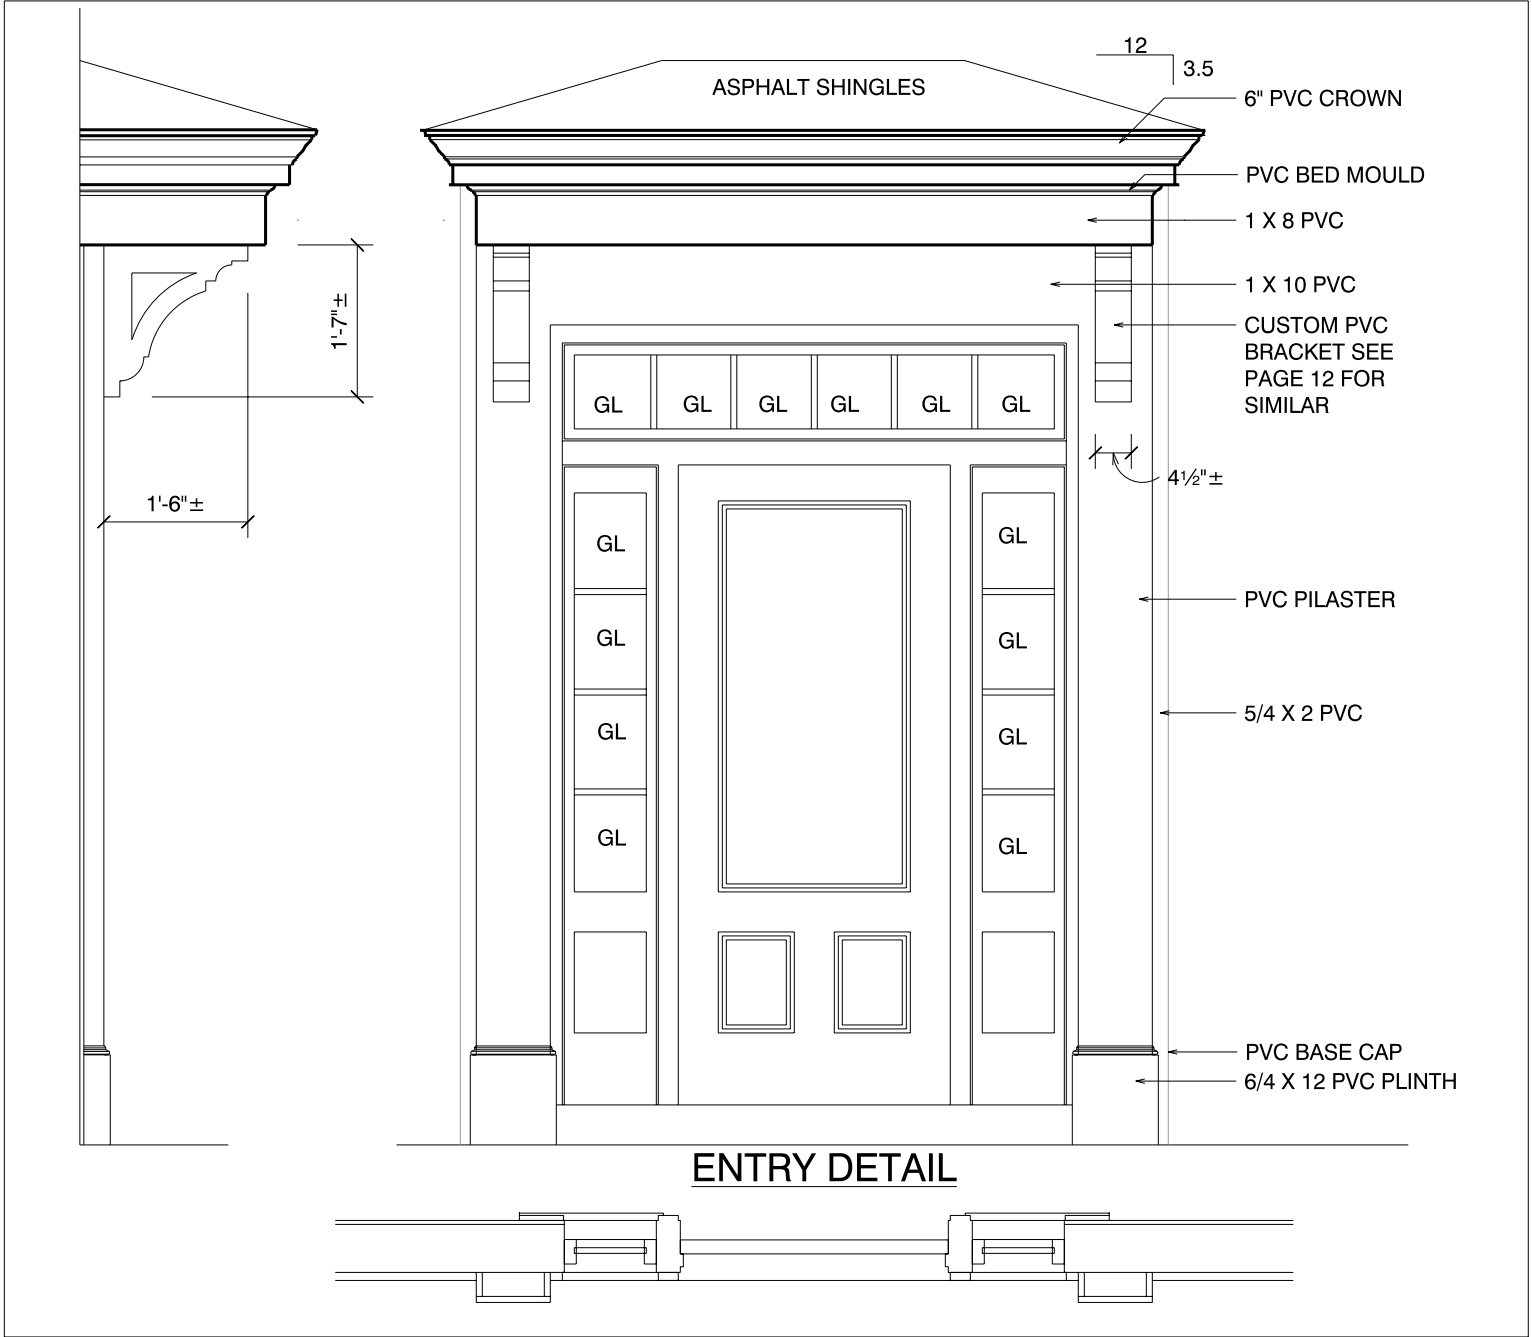 12
3.5
ASPHALT SHINGLES
6" PVC CROWN
PVC BED MOULD
1 X 8 PVC
1 X 10 PVC
CUSTOM PVC
BRACKET SEE
PAGE 12 FOR
SIMILAR
1'-7"±
GL GL GL GL GL GL
4½"±
1'-6"±
GL
GL
GL
GL
GL
GL
GL
GL
PVC PILASTER
5/4 X 2 PVC
PVC BASE CAP
6/4 X 12 PVC PLINTH
ENTRY DETAIL